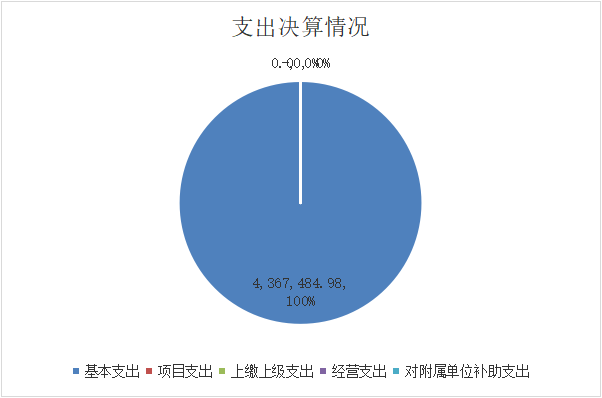 支出决算情况
4,367,484.98,
100%
基本支出 项目支出 上缴上级支出 经营支出 对附属单位补助支出